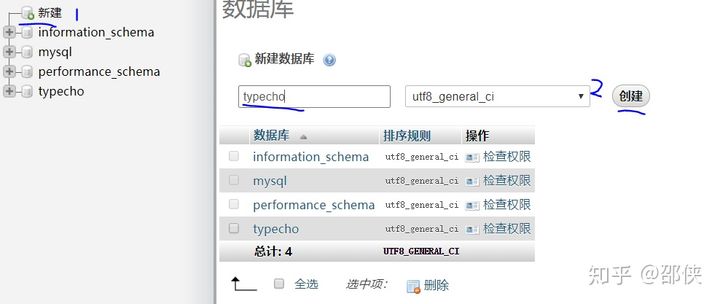 新建 1
information_schema
mysql
performance_schema
typecho
数据库
新建数据库
typecho utf8_general_ci 2 创建
数据库 排序规则 操作
information_schema utf8_general_ci 检查权限
mysql utf8_general_ci 检查权限
performance_schema utf8_general_ci 检查权限
typecho utf8_general_ci 检查权限
总计: 4 UTF8_GENERAL_CI
全选 选中项: 删除
知乎 @邵侠